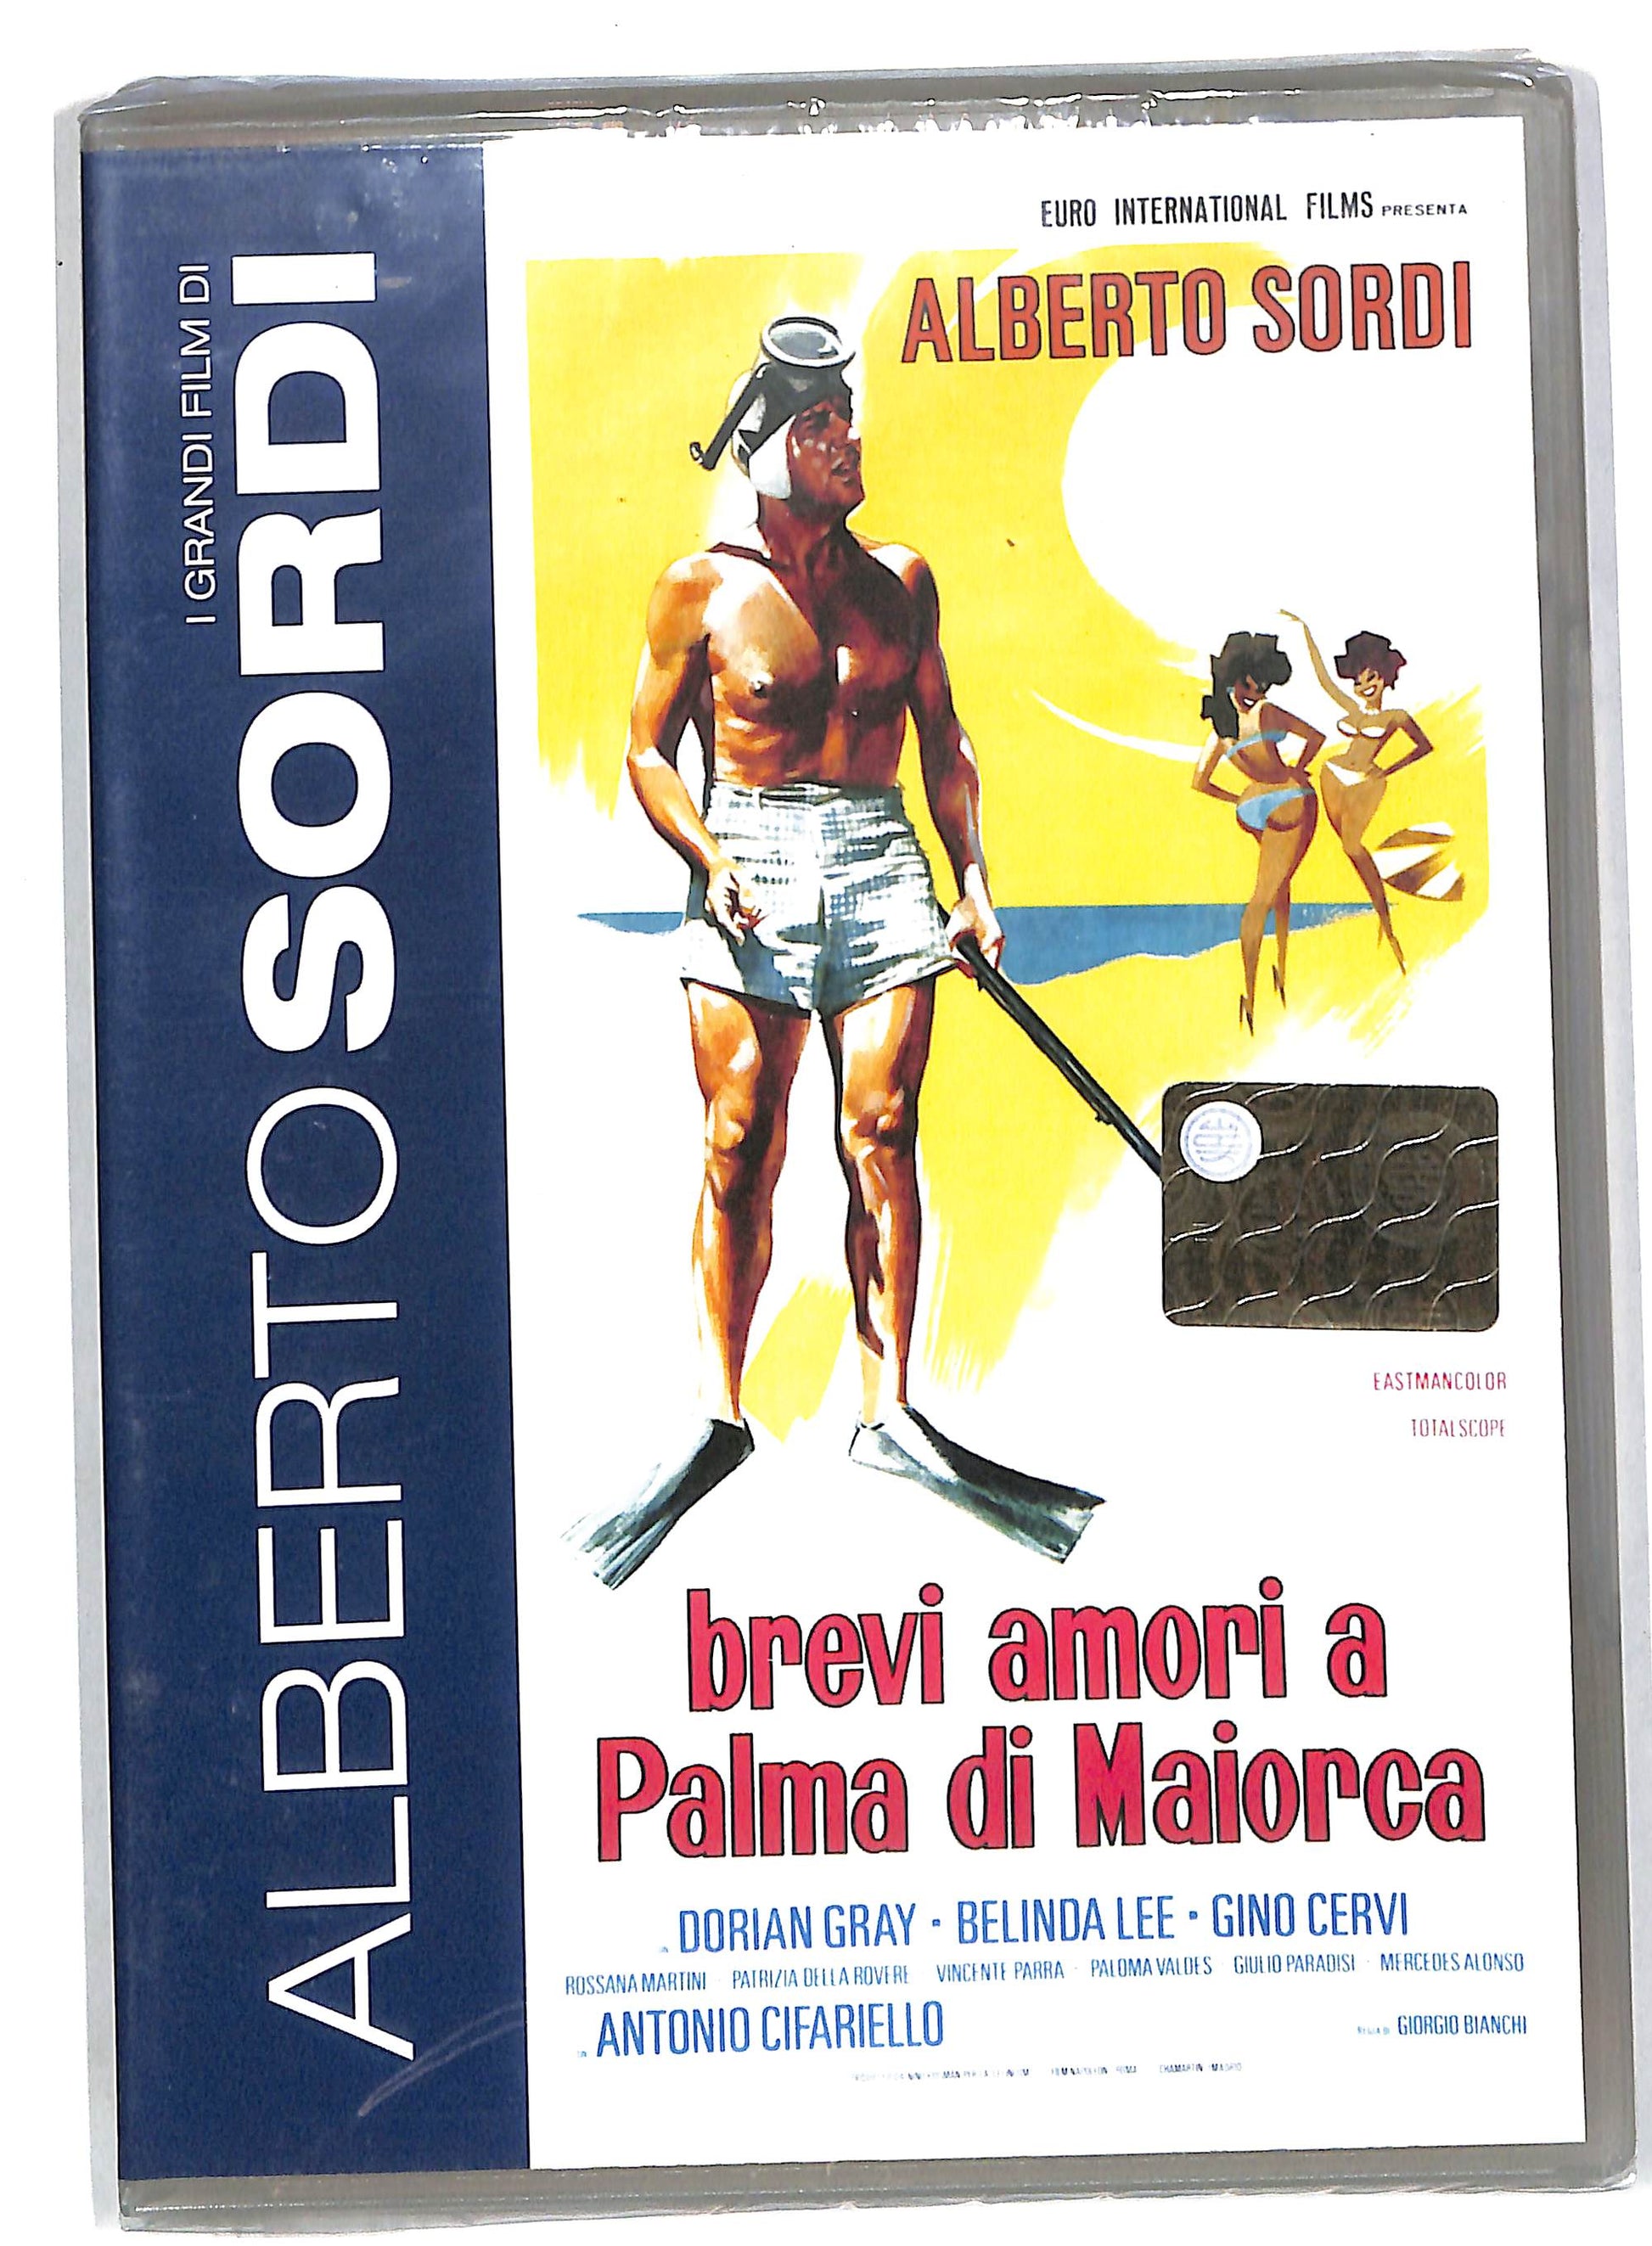 I GRANDI FILM DI
ALBERTO SORDI
EURO INTERNATIONAL FILMS PRESENTA
ALBERTO SORDI
EASTMANCOLOR
TOTALSCOPE
brevi amori a
Palma di Maiorca
DORIAN GRAY · BELINDA LEE · GINO CERVI
ROSSANA MARTINI · PATRIZIA DELLA ROVERE · VINCENTE PARRA · PALOMA VALDES · GIULIO PARADISI · MERCEDES ALONSO
ANTONIO CIFARIELLO
GIORGIO BIANCHI